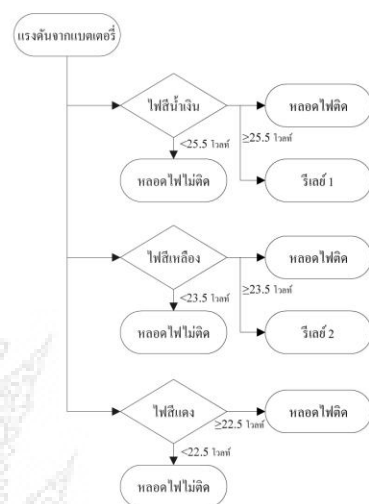 แรงดันจากแบตเตอรี่
ไฟสีน้ำเงิน
หลอดไฟติด
<25.5 โวลท์
≥25.5 โวลท์
หลอดไฟไม่ติด
รีเลย์ 1
ไฟสีเหลือง
หลอดไฟติด
<23.5 โวลท์
≥23.5 โวลท์
หลอดไฟไม่ติด
รีเลย์ 2
ไฟสีแดง
หลอดไฟติด
≥22.5 โวลท์
<22.5 โวลท์
หลอดไฟไม่ติด